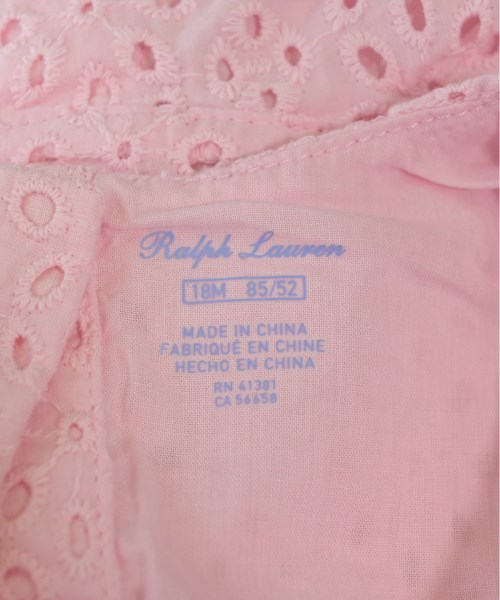 Ralph Lauren
18M 85/52
MADE IN CHINA
FABRIQUÉ EN CHINE
HECHO EN CHINA
RN 41381
CA 56658